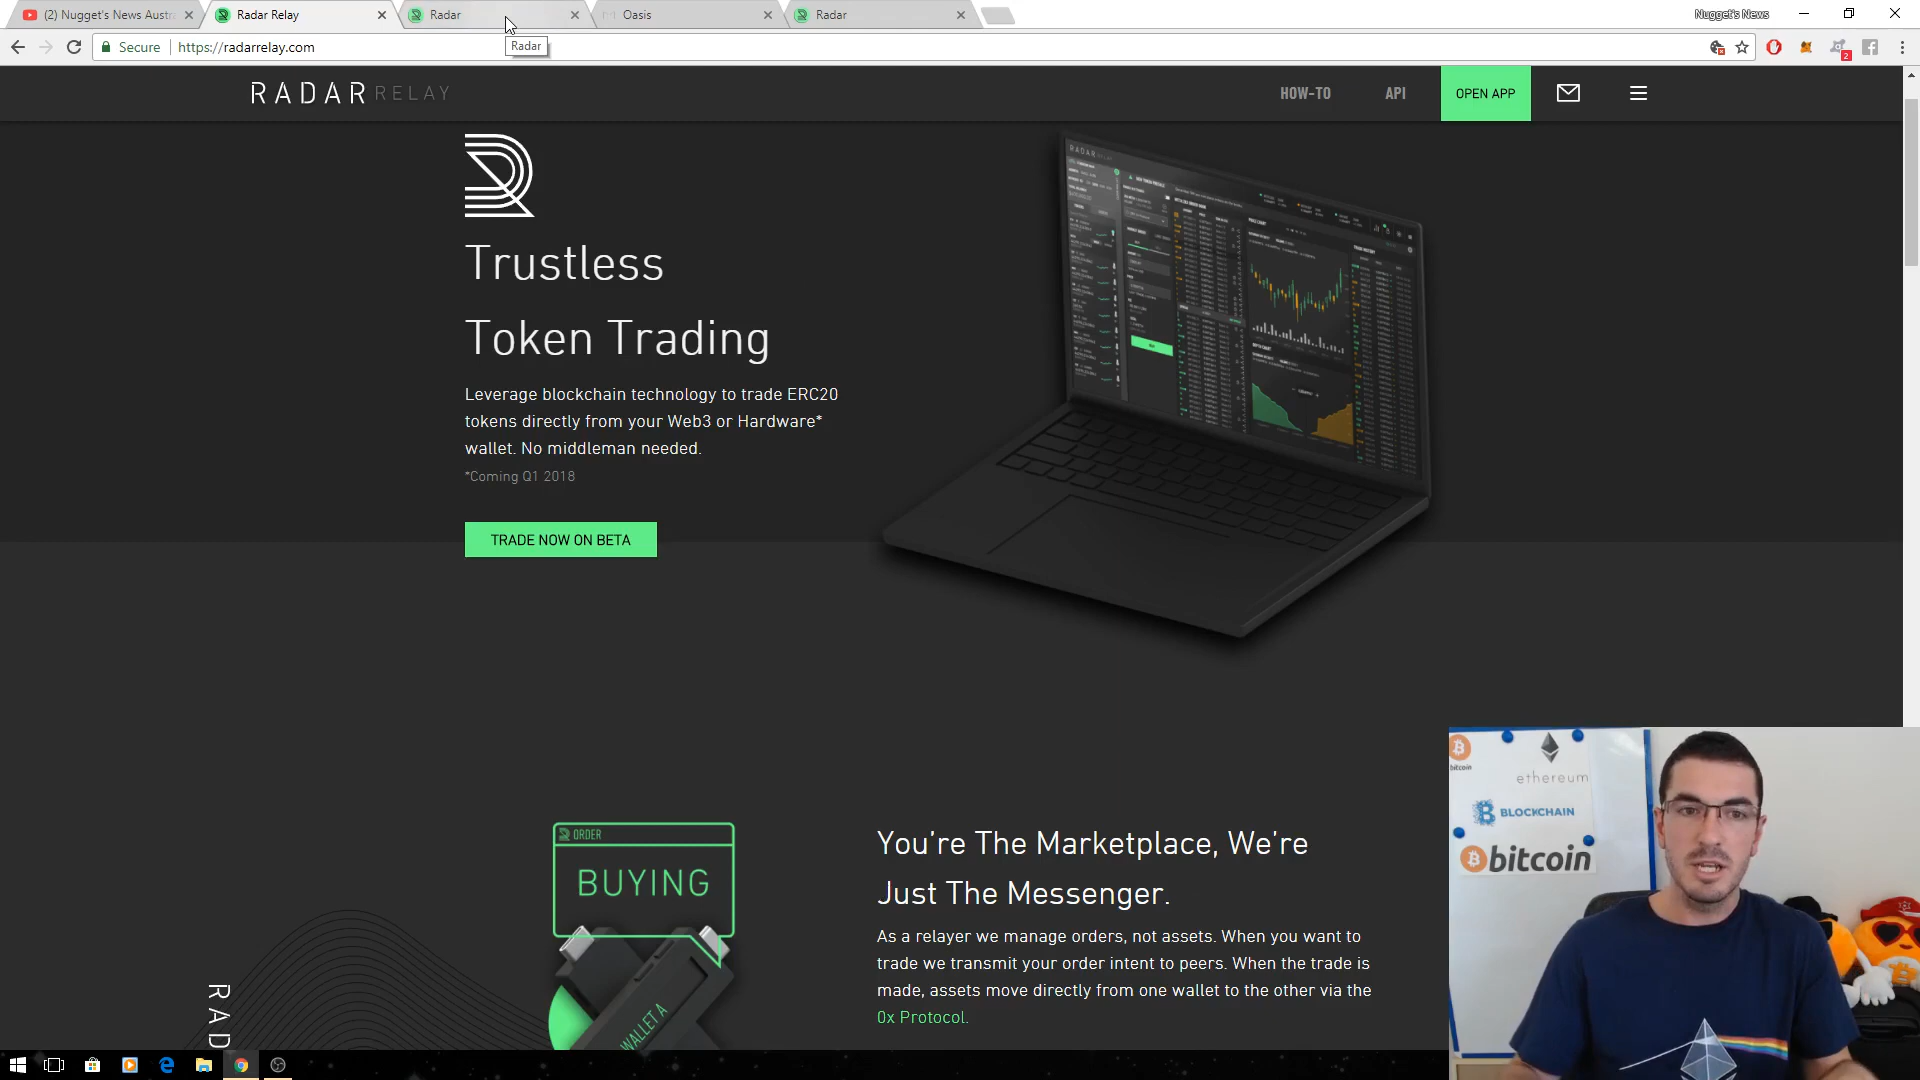 (2) Nugget's News Austra
Radar Relay
Radar
Oasis
Radar
Nugget's News
Secure
https://radarrelay.com
Radar
2
RADAR RELAY
HOW-TO
API
OPEN APP
Trustless
Token Trading
Leverage blockchain technology to trade ERC20
tokens directly from your Web3 or Hardware*
wallet. No middleman needed.
*Coming Q1 2018
TRADE NOW ON BETA
ORDER
BUYING
WALLET A
You're The Marketplace, We're
Just The Messenger.
As a relayer we manage orders, not assets. When you want to
trade we transmit your order intent to peers. When the trade is
made, assets move directly from one wallet to the other via the
0x Protocol.
RAD
bitcoin
ethereum
BLOCKCHAIN
bitcoin